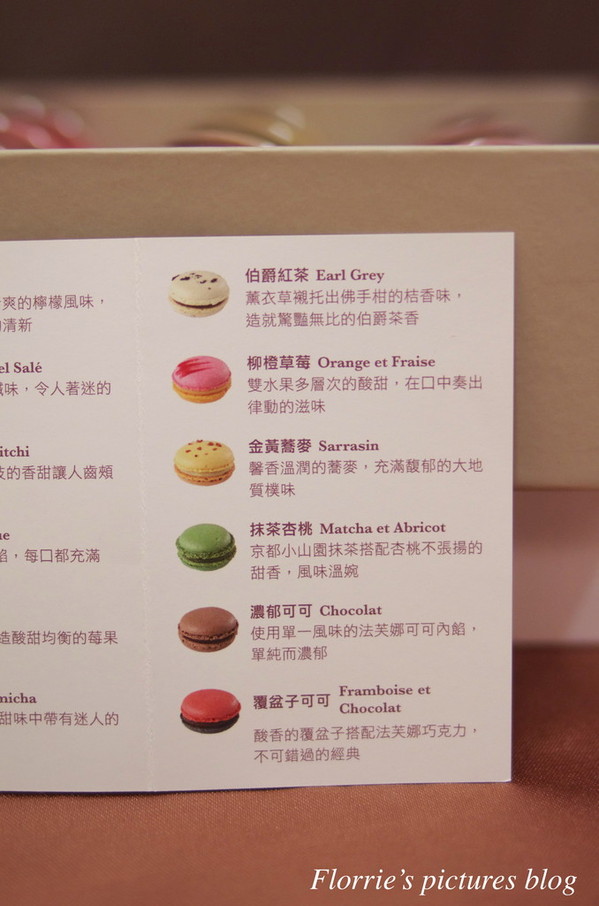 爽的檸檬風味，
清新
el Salé
鹹味，令人著迷的
itchi
枝的香甜讓人齒頰
ue
餡，每口都充滿
造酸甜均衡的莓果
micha
甜味中帶有迷人的
伯爵紅茶 Earl Grey
薰衣草襯托出佛手柑的桔香味，
造就驚豔無比的伯爵茶香
柳橙草莓 Orange et Fraise
雙水果多層次的酸甜，在口中奏出
律動的滋味
金黃蕎麥 Sarrasin
馨香溫潤的蕎麥，充滿馥郁的大地
質樸味
抹茶杏桃 Matcha et Abricot
京都小山園抹茶搭配杏桃不張揚的
甜香，風味溫婉
濃郁可可 Chocolat
使用單一風味的法芙娜可可內餡，
單純而濃郁
覆盆子可可 Framboise et
Chocolat
酸香的覆盆子搭配法芙娜巧克力，
不可錯過的經典
Florrie's pictures blog